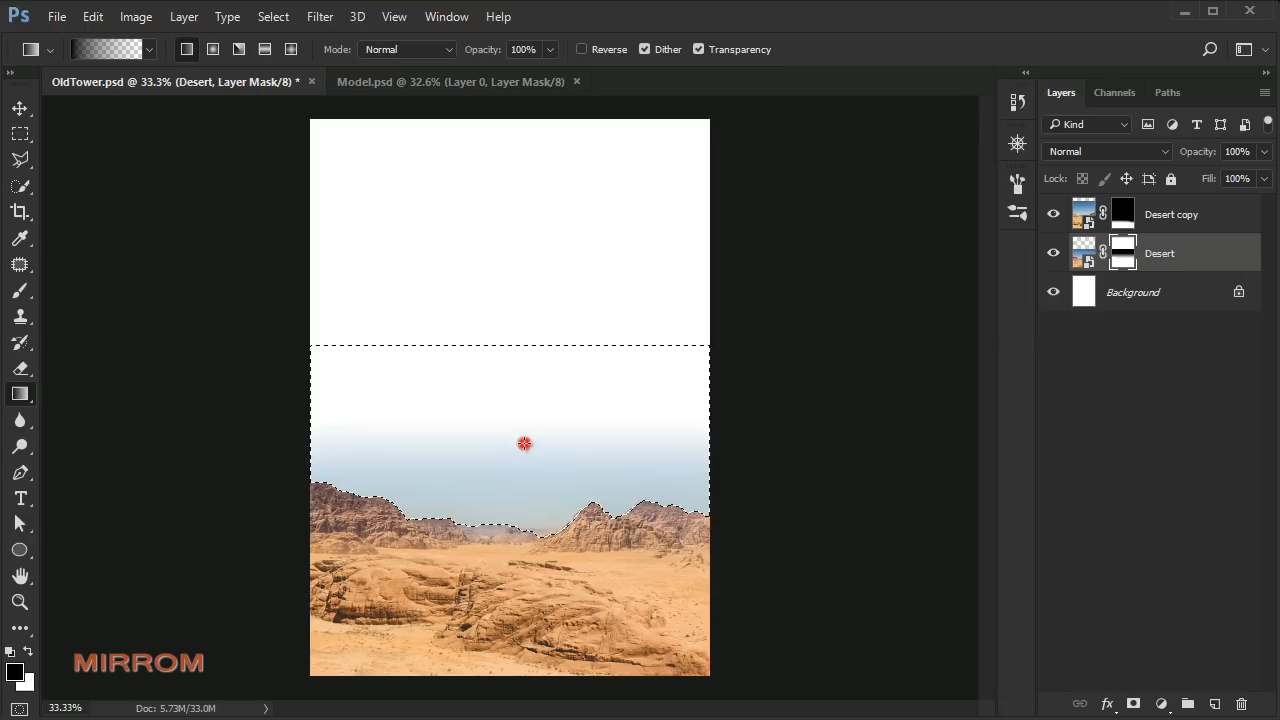 Ps File Edit Image Layer Type Select Filter 3D View Window Help
Mode: Normal Opacity: 100% Reverse Dither Transparency
OldTower.psd @ 33.3% (Desert, Layer Mask/8) * × Model.psd @ 32.6% (Layer 0, Layer Mask/8) ×
Layers Channels Paths
Kind
Normal Opacity: 100%
Lock: Fill: 100%
Desert copy
Desert
Background
MIRROM
33.33% Doc: 5.73M/33.0M